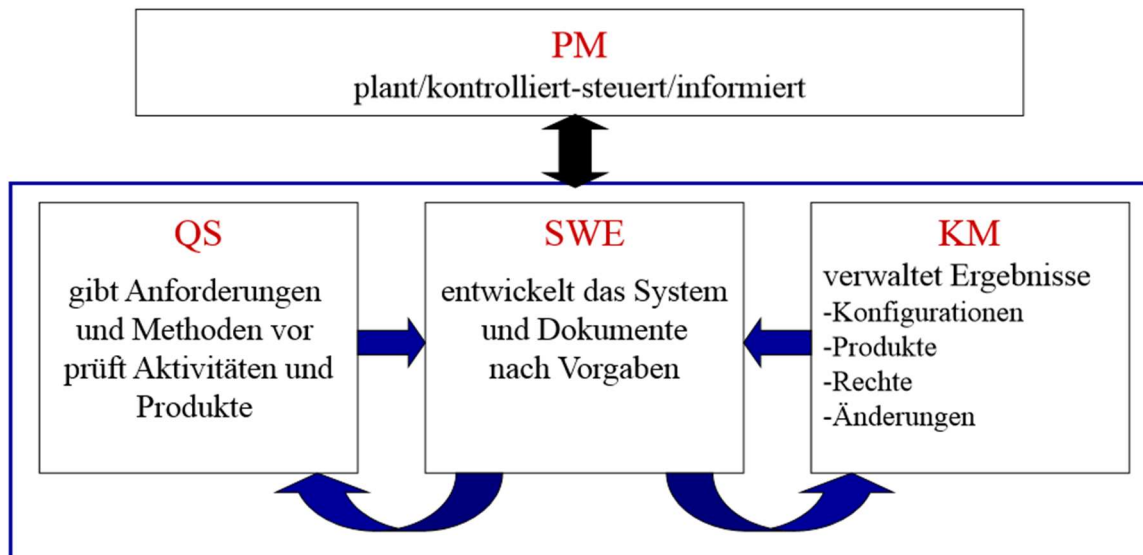 PM
plant/kontrolliert-steuert/informiert
QS
gibt Anforderungen
und Methoden vor
prüft Aktivitäten und
Produkte
SWE
entwickelt das System
und Dokumente
nach Vorgaben
KM
verwaltet Ergebnisse
-Konfigurationen
-Produkte
-Rechte
-Änderungen